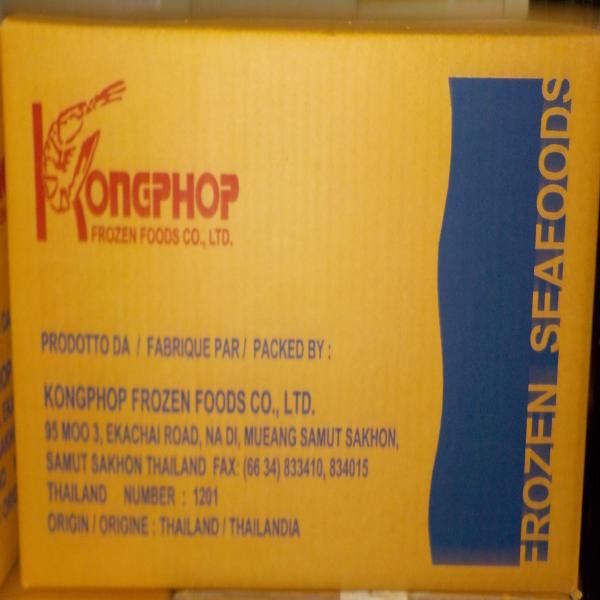 KONGPHOP
FROZEN FOODS CO., LTD.
PRODOTTO DA / FABRIQUE PAR / PACKED BY :
KONGPHOP FROZEN FOODS CO., LTD.
95 MOO 3, EKACHAI ROAD, NA DI, MUEANG SAMUT SAKHON,
SAMUT SAKHON THAILAND FAX: (66 34) 833410, 834015
THAILAND NUMBER : 1201
ORIGIN / ORIGINE : THAILAND / THAILANDIA
FROZEN SEAFOODS